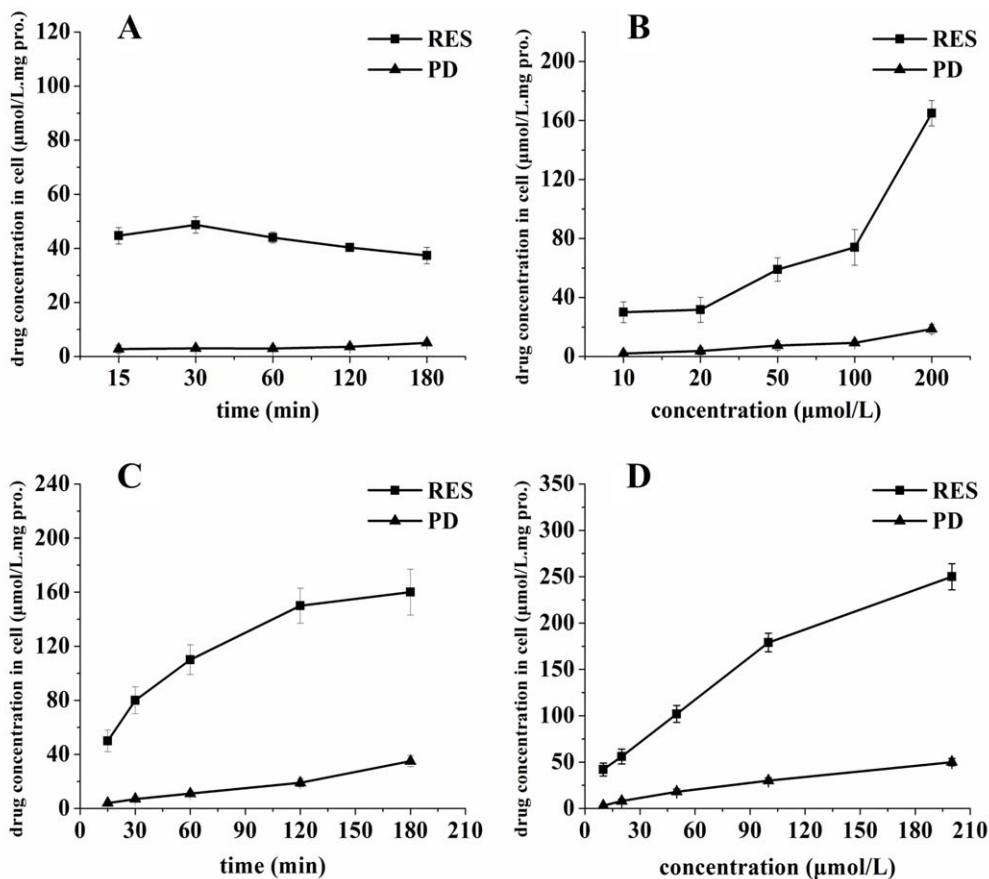 A
RES
PD
120
100
80
60
40
20
0
15 30 60 120 180
time (min)
drug concentration in cell (μmol/L.mg pro.)
B
RES
PD
200
160
120
80
40
0
10 20 50 100 200
concentration (μmol/L)
drug concentration in cell (μmol/L.mg pro.)
C
RES
PD
240
200
160
120
80
40
0
0 30 60 90 120 150 180 210
time (min)
drug concentration in cell (μmol/L.mg pro.)
D
RES
PD
350
300
250
200
150
100
50
0
0 30 60 90 120 150 180 210
concentration (μmol/L)
drug concentration in cell (μmol/L.mg pro.)